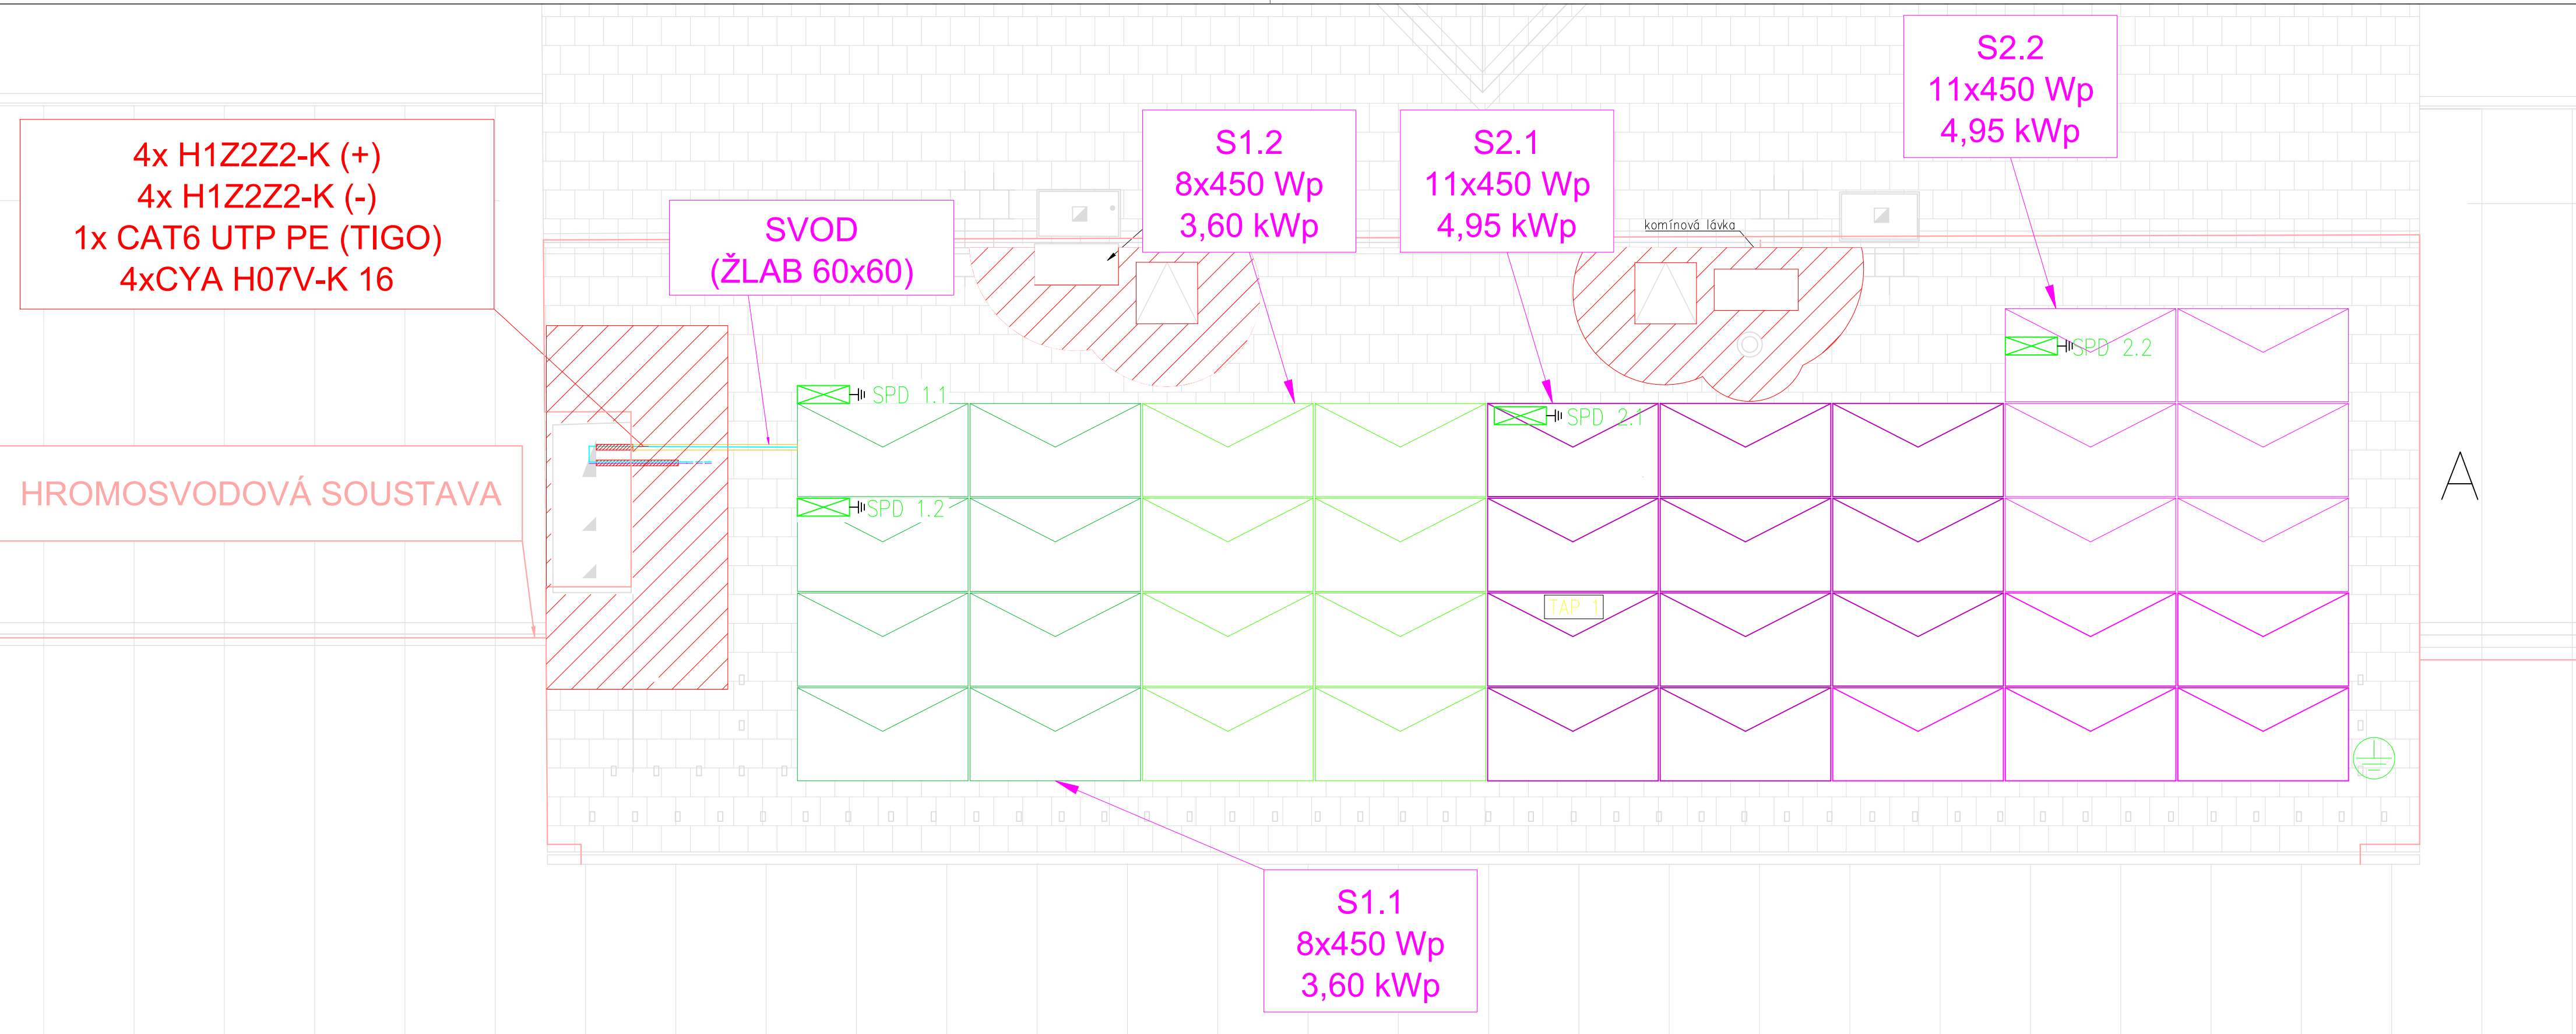 S2.2
11x450 Wp
4,95 kWp
S1.2
8x450 Wp
3,60 kWp
S2.1
11x450 Wp
4,95 kWp
4x H1Z2Z2-K (+)
4x H1Z2Z2-K (-)
1x CAT6 UTP PE (TIGO)
4xCYA H07V-K 16
SVOD
(ŽLAB 60x60)
komínová lávka
SPD 2.2
SPD 1.1
SPD 2.1
HROMOSVODOVÁ SOUSTAVA
A
SPD 1.2
TAP 1
S1.1
8x450 Wp
3,60 kWp